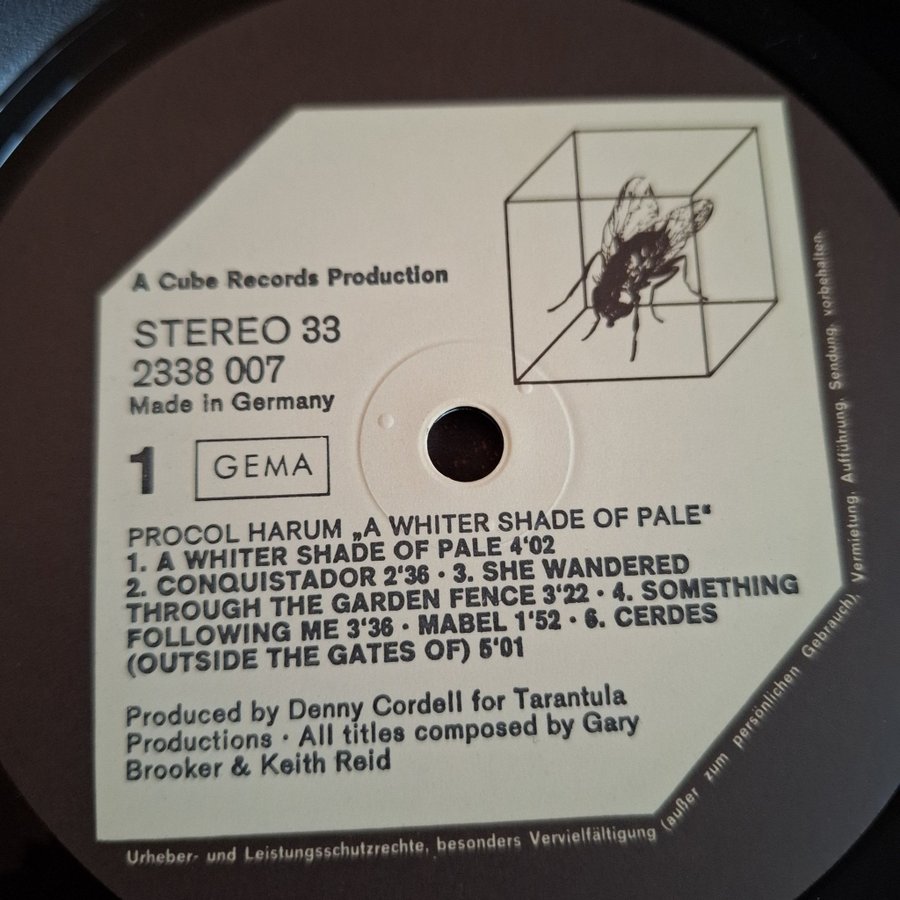 A Cube Records Production
STEREO 33
2338 007
Made in Germany
1 GEMA
PROCOL HARUM „A WHITER SHADE OF PALE“
1. A WHITER SHADE OF PALE 4'02
2. CONQUISTADOR 2'36 · 3. SHE WANDERED
THROUGH THE GARDEN FENCE 3'22 · 4. SOMETHING
FOLLOWING ME 3'36 · MABEL 1'52 · 6. CERDES
(OUTSIDE THE GATES OF) 5'01
Produced by Denny Cordell for Tarantula
Productions · All titles composed by Gary
Brooker & Keith Reid
Urheber- und Leistungsschutzrechte, besonders Vervielfältigung (außer zum persönlichen Gebrauch), Vermietung, Aufführung, Sendung, vorbehalten.